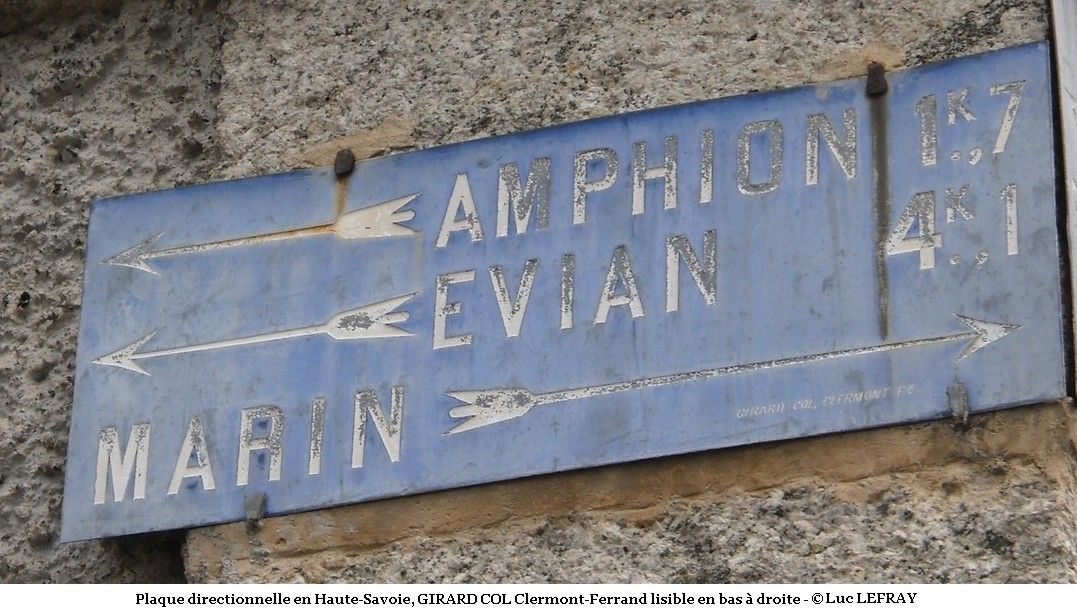 AMPHION 1K.,7
EVIAN 4K.,1
MARIN
GIRARD-COL, CLERMONT-Fd
Plaque directionnelle en Haute-Savoie, GIRARD COL Clermont-Ferrand lisible en bas à droite - © Luc LEFRAY